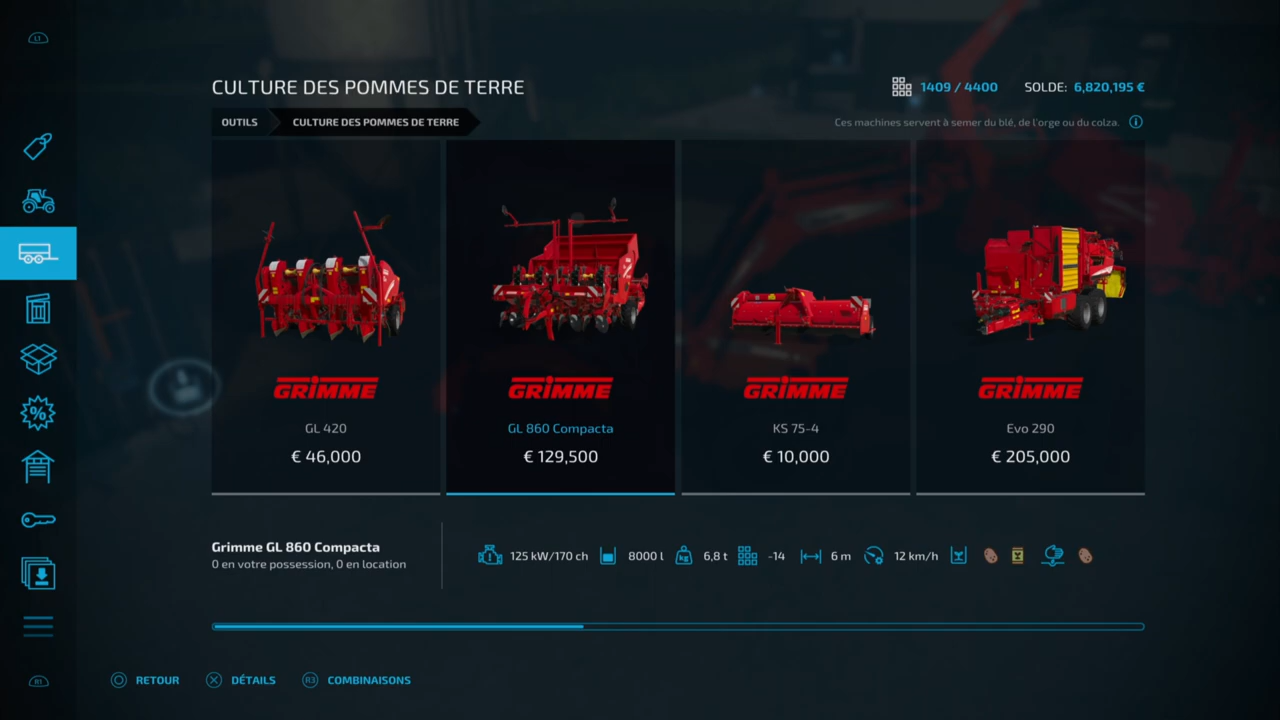 L1
CULTURE DES POMMES DE TERRE
1409 / 4400
SOLDE: 6,820,195 €
OUTILS
CULTURE DES POMMES DE TERRE
Ces machines servent à semer du blé, de l'orge ou du colza.
GRIMME
GL 420
€ 46,000
GRIMME
GL 860 Compacta
€ 129,500
GRIMME
KS 75-4
€ 10,000
GRIMME
Evo 290
€ 205,000
Grimme GL 860 Compacta
0 en votre possession, 0 en location
125 kW/170 ch 8000 l 6,8 t -14 6 m 12 km/h
RETOUR
DÉTAILS
R3 COMBINAISONS
R1